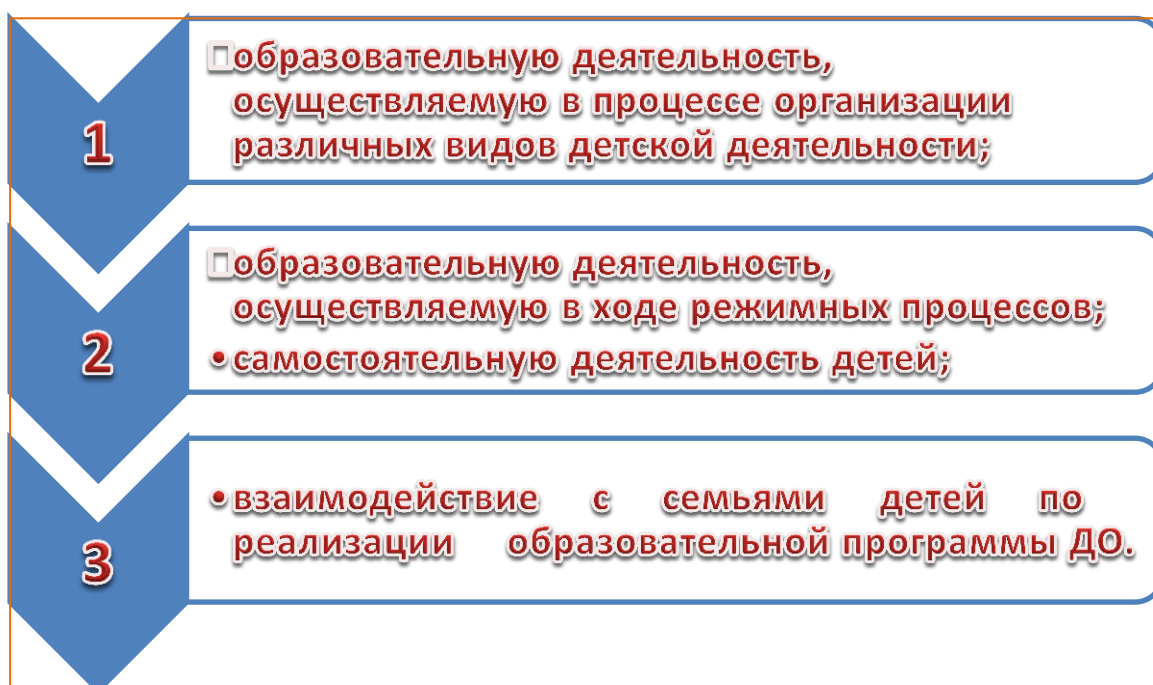 1
образовательную деятельность,
осуществляемую в процессе организации
различных видов детской деятельности;
2
образовательную деятельность,
осуществляемую в ходе режимных процессов;
• самостоятельную деятельность детей;
3
• взаимодействие с семьями детей по
реализации образовательной программы ДО.